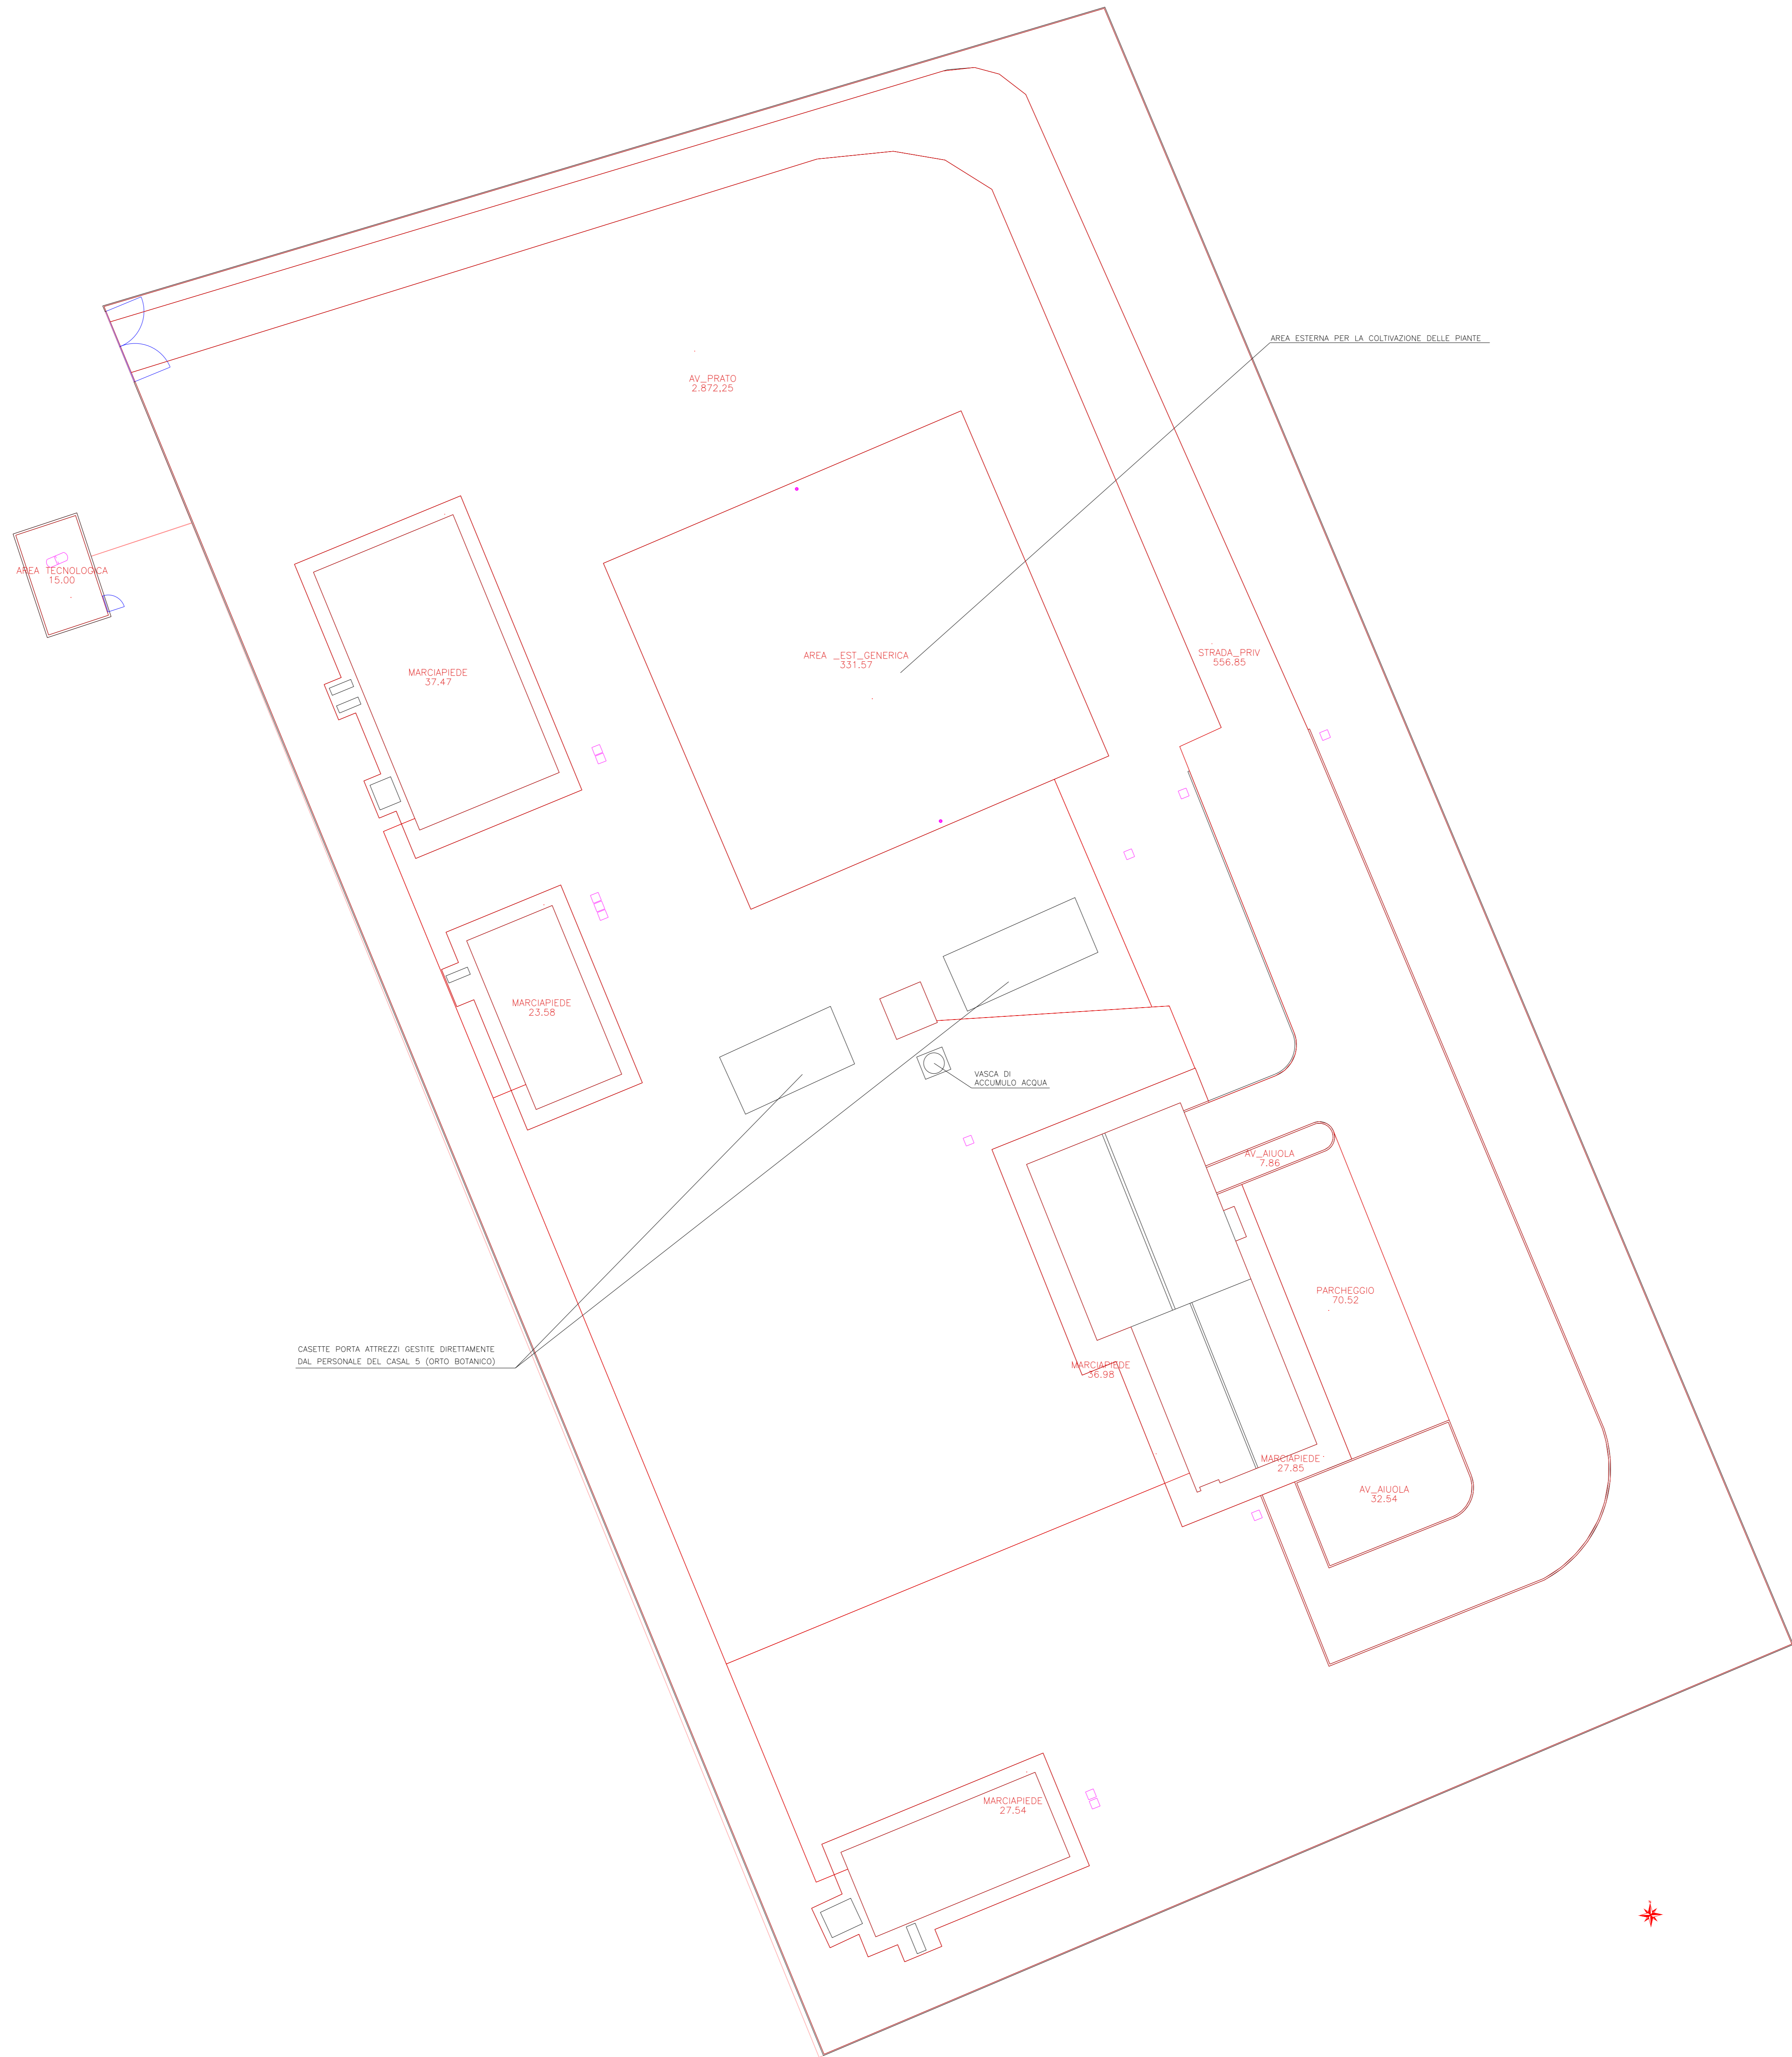 AREA ESTERNA PER LA COLTIVAZIONE DELLE PIANTE
AV_PRATO
2.872.25
AREA TECNOLOGICA
15.00
AREA _EST_GENERICA
331.57
STRADA_PRIV
556.85
MARCIAPIEDE
37.47
MARCIAPIEDE
23.58
VASCA DI
ACCUMULO ACQUA
AV_AIUOLA
7.86
PARCHEGGIO
70.52
CASETTE PORTA ATTREZZI GESTITE DIRETTAMENTE
DAL PERSONALE DEL CASAL 5 (ORTO BOTANICO)
MARCIAPIEDE
36.98
MARCIAPIEDE
27.85
AV_AIUOLA
32.54
MARCIAPIEDE
27.54